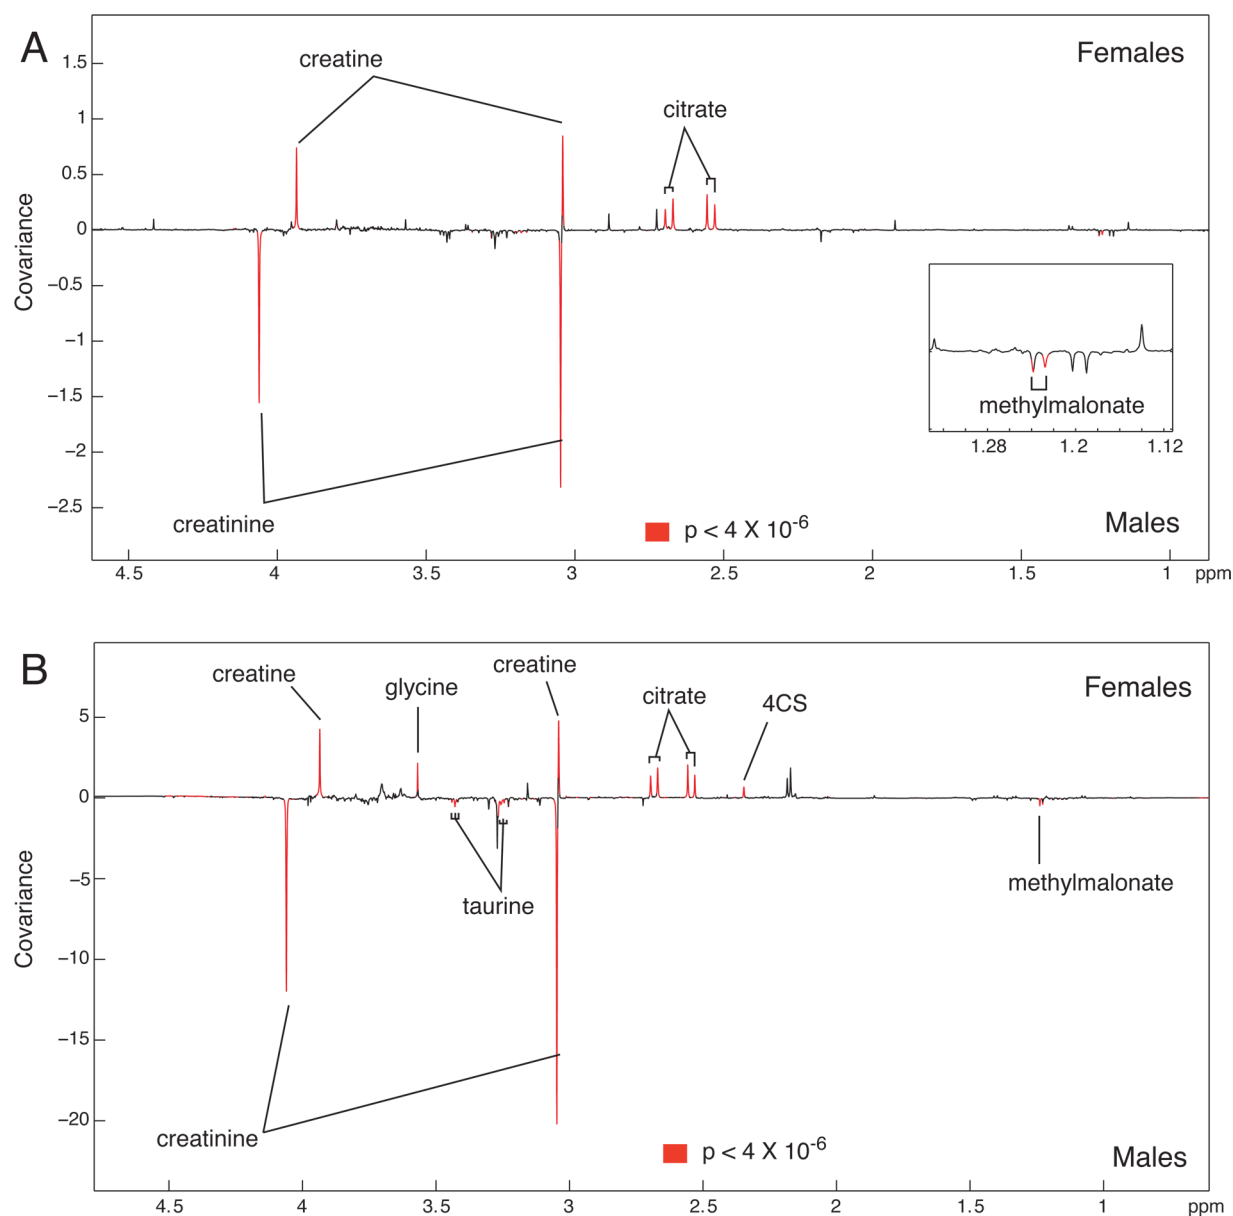 A
Females
creatine
citrate
1.5
1
0.5
0
−0.5
−1
−1.5
−2
−2.5
Covariance
methylmalonate
1.28
1.2
1.12
creatinine
p < 4 X 10-6
Males
4.5
4
3.5
3
2.5
2
1.5
1
ppm
B
Females
creatine
glycine
creatine
citrate
4CS
5
0
−5
−10
−15
−20
Covariance
taurine
methylmalonate
creatinine
p < 4 X 10-6
Males
4.5
4
3.5
3
2.5
2
1.5
1
ppm